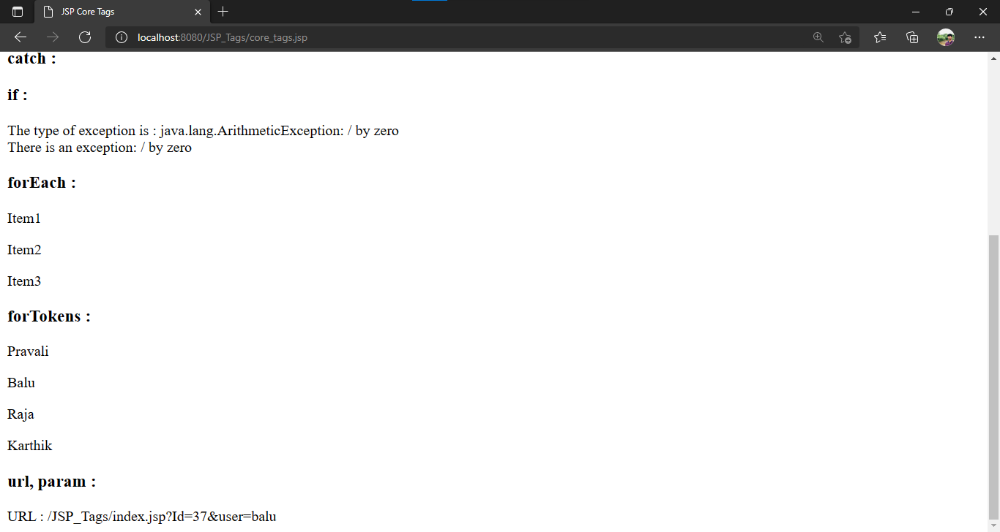 JSP Core Tags
localhost:8080/JSP_Tags/core_tags.jsp
catch :
if :
The type of exception is : java.lang.ArithmeticException: / by zero
There is an exception: / by zero
forEach :
Item1
Item2
Item3
forTokens :
Pravali
Balu
Raja
Karthik
url, param :
URL : /JSP_Tags/index.jsp?Id=37&user=balu